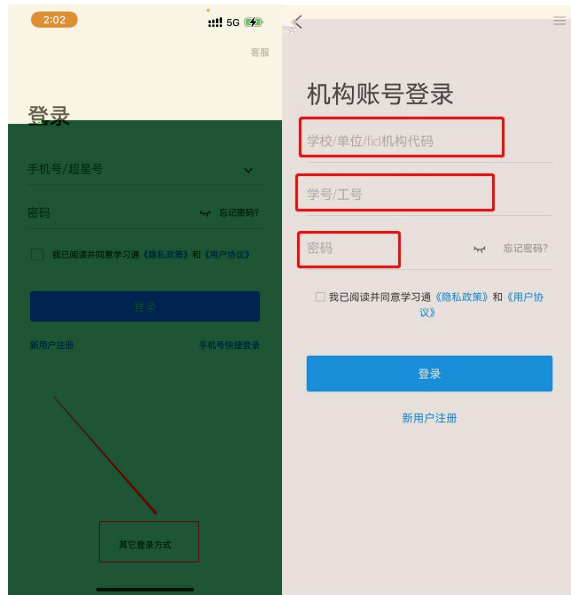 2:02
5G
客服
登录
手机号/超星号
密码
忘记密码?
我已阅读并同意学习通《隐私政策》和《用户协议》
登录
新用户注册
手机号快捷登录
其它登录方式
机构账号登录
学校/单位/fid机构代码
学号/工号
密码
忘记密码?
我已阅读并同意学习通《隐私政策》和《用户协
议》
登录
新用户注册